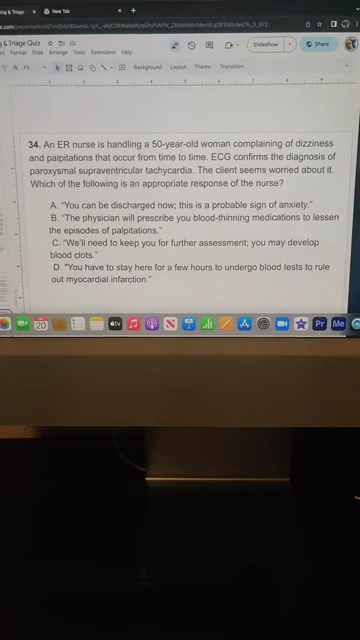 & Triage Quiz
Share
Slideshow
Format Slide Arrange Tools Extensions Help
Fit
Background Layout Theme Transition
34. An ER nurse is handling a 50-year-old woman complaining of dizziness
and palpitations that occur from time to time. ECG confirms the diagnosis of
paroxysmal supraventricular tachycardia. The client seems worried about it.
Which of the following is an appropriate response of the nurse?
A. "You can be discharged now; this is a probable sign of anxiety."
B. "The physician will prescribe you blood-thinning medications to lessen
the episodes of palpitations."
C. "We'll need to keep you for further assessment; you may develop
blood clots."
D. "You have to stay here for a few hours to undergo blood tests to rule
out myocardial infarction."
20
tv
Pr
Me